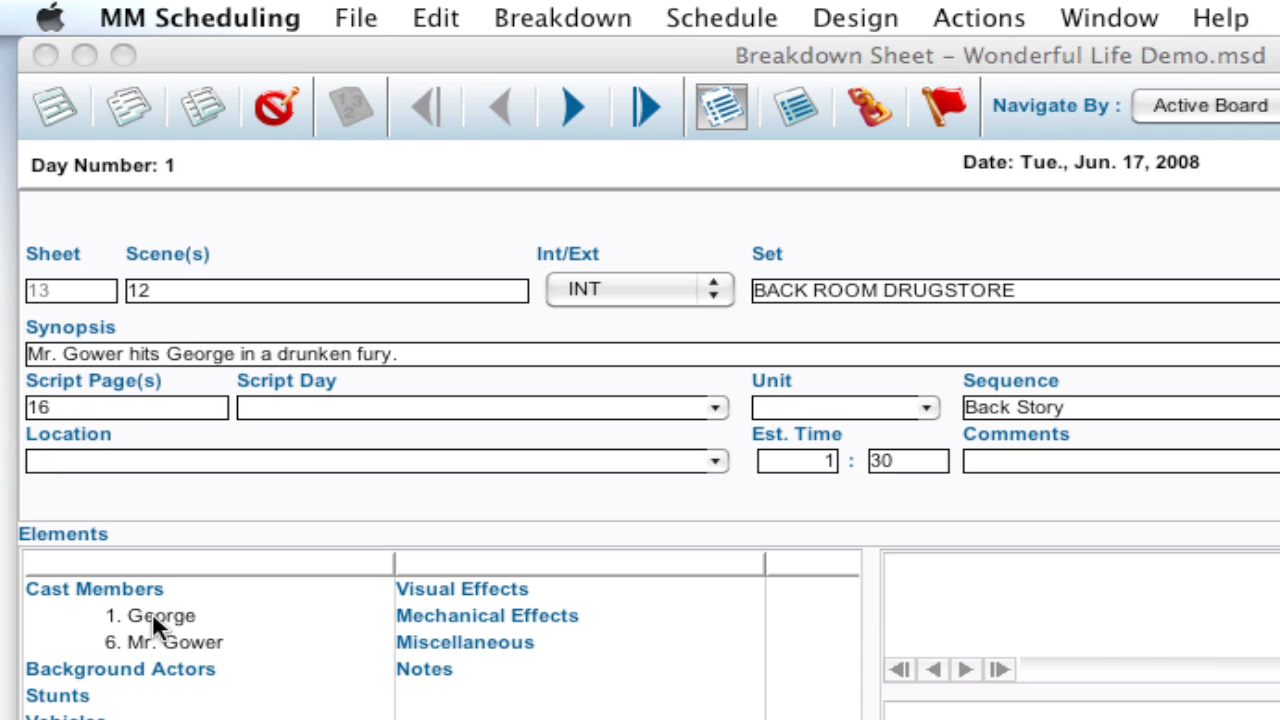 MM Scheduling File Edit Breakdown Schedule Design Actions Window Help
Breakdown Sheet – Wonderful Life Demo.msd
Navigate By : Active Board
Day Number: 1 Date: Tue., Jun. 17, 2008
Sheet Scene(s) Int/Ext Set
13 12 INT BACK ROOM DRUGSTORE
Synopsis
Mr. Gower hits George in a drunken fury.
Script Page(s) Script Day Unit Sequence
16 Back Story
Location Est. Time Comments
1 : 30
Elements
Cast Members Visual Effects
1. George Mechanical Effects
6. Mr. Gower Miscellaneous
Background Actors Notes
Stunts
Vehicles